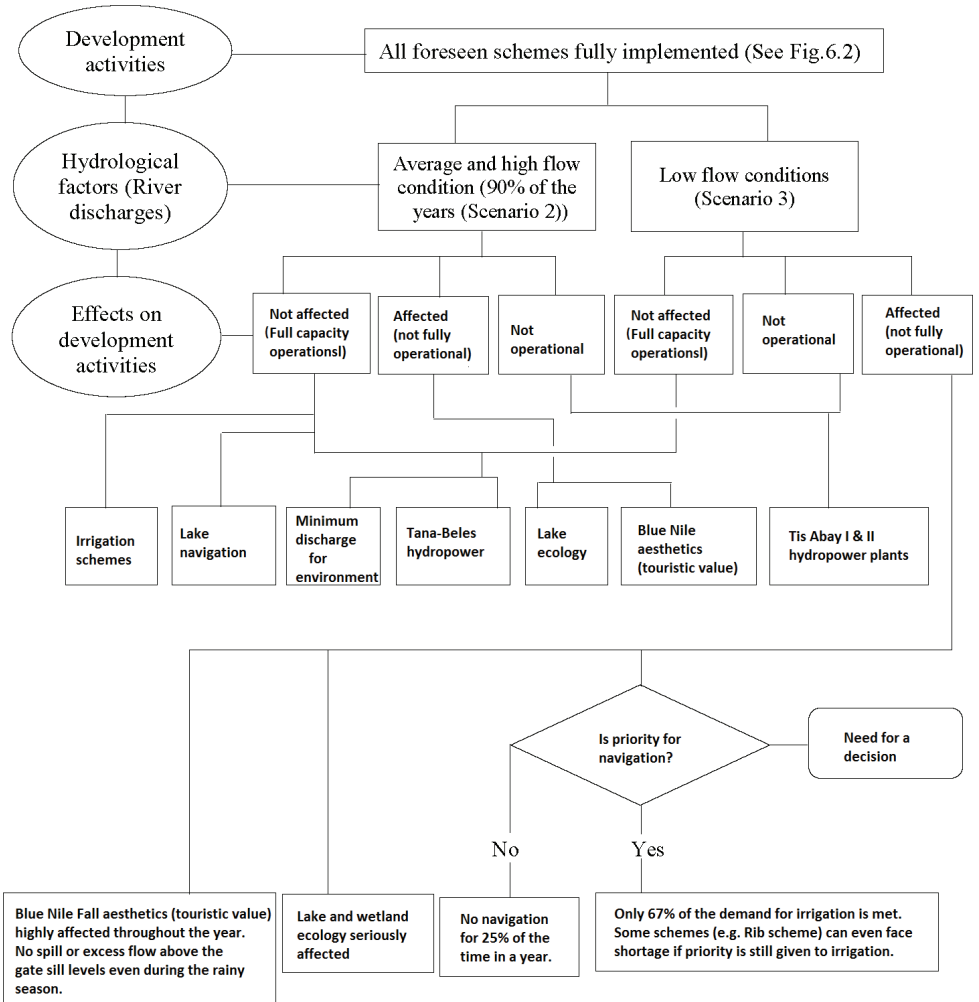 Development
activities
All foreseen schemes fully implemented (See Fig.6.2)
Hydrological
factors (River
discharges)
Average and high flow
condition (90% of the
years (Scenario 2))
Low flow conditions
(Scenario 3)
Effects on
development
activities
Not affected
(Full capacity
operationsl)
Affected
(not fully
operational)
Not
operational
Not affected
(Full capacity
operationsl)
Not
operational
Affected
(not fully
operational)
Irrigation
schemes
Lake
navigation
Minimum
discharge
for
environment
Tana-Beles
hydropower
Lake
ecology
Blue Nile
aesthetics
(touristic value)
Tis Abay I & II
hydropower plants
Is priority for
navigation?
Need for a
decision
No
Yes
Blue Nile Fall aesthetics (touristic value)
highly affected throughout the year.
No spill or excess flow above the
gate sill levels even during the rainy
season.
Lake and wetland
ecology seriously
affected
No navigation
for 25% of the
time in a year.
Only 67% of the demand for irrigation is met.
Some schemes (e.g. Rib scheme) can even face
shortage if priority is still given to irrigation.